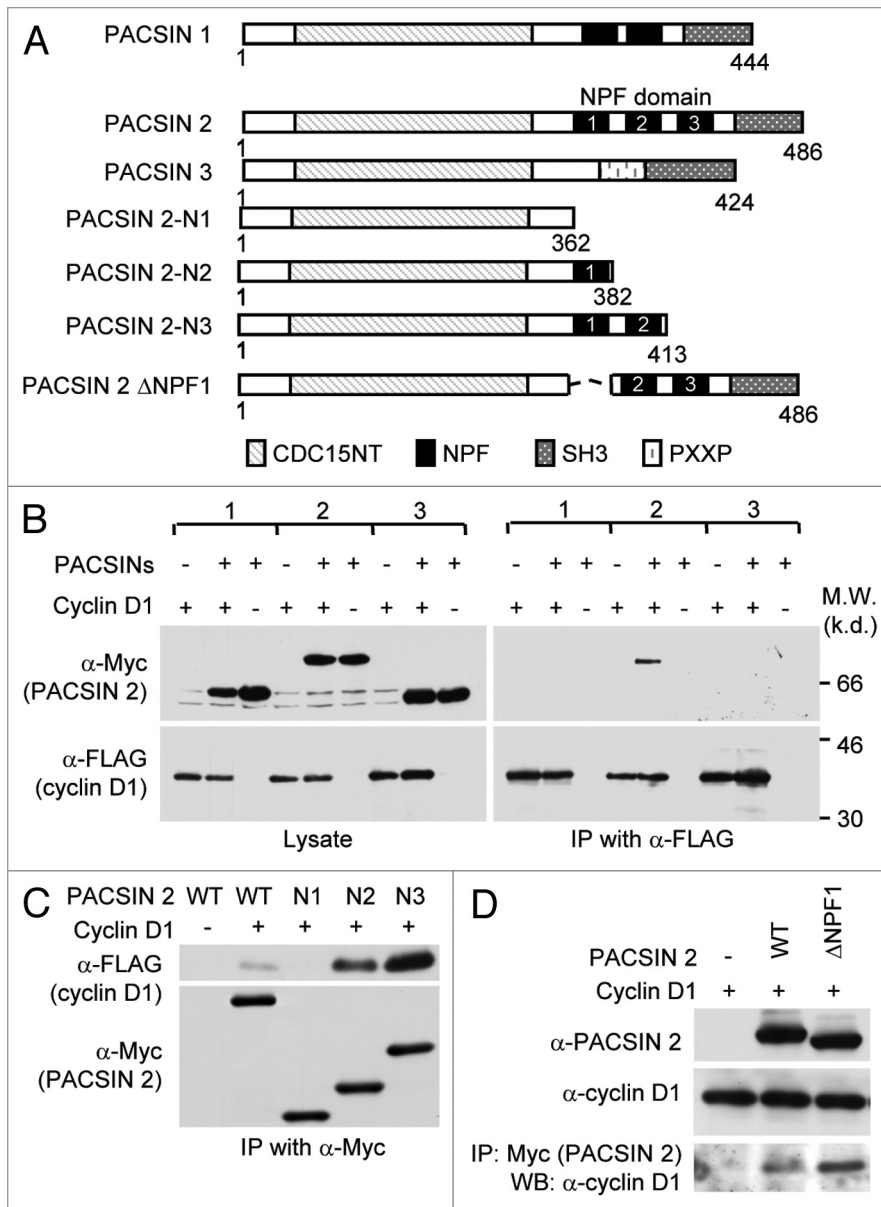 A
PACSIN 1
1
444
NPF domain
PACSIN 2
1 2 3
1
486
PACSIN 3
1
424
PACSIN 2-N1
1
362
PACSIN 2-N2
1
1
382
PACSIN 2-N3
1 2
1
413
PACSIN 2 ΔNPF1
2 3
1
486
CDC15NT NPF SH3 PXXP
B
1 2 3 1 2 3
PACSINs - + + - + + - + + - + + - + + - + +
Cyclin D1 + + - + + - + + - + + - + + - + + -
M.W.
(k.d.)
α-Myc
(PACSIN 2)
66
α-FLAG
(cyclin D1)
46
30
Lysate IP with α-FLAG
C
PACSIN 2 WT WT N1 N2 N3
Cyclin D1 - + + + +
α-FLAG
(cyclin D1)
α-Myc
(PACSIN 2)
IP with α-Myc
D
PACSIN 2 - WT ΔNPF1
Cyclin D1 + + +
α-PACSIN 2
α-cyclin D1
IP: Myc (PACSIN 2)
WB: α-cyclin D1